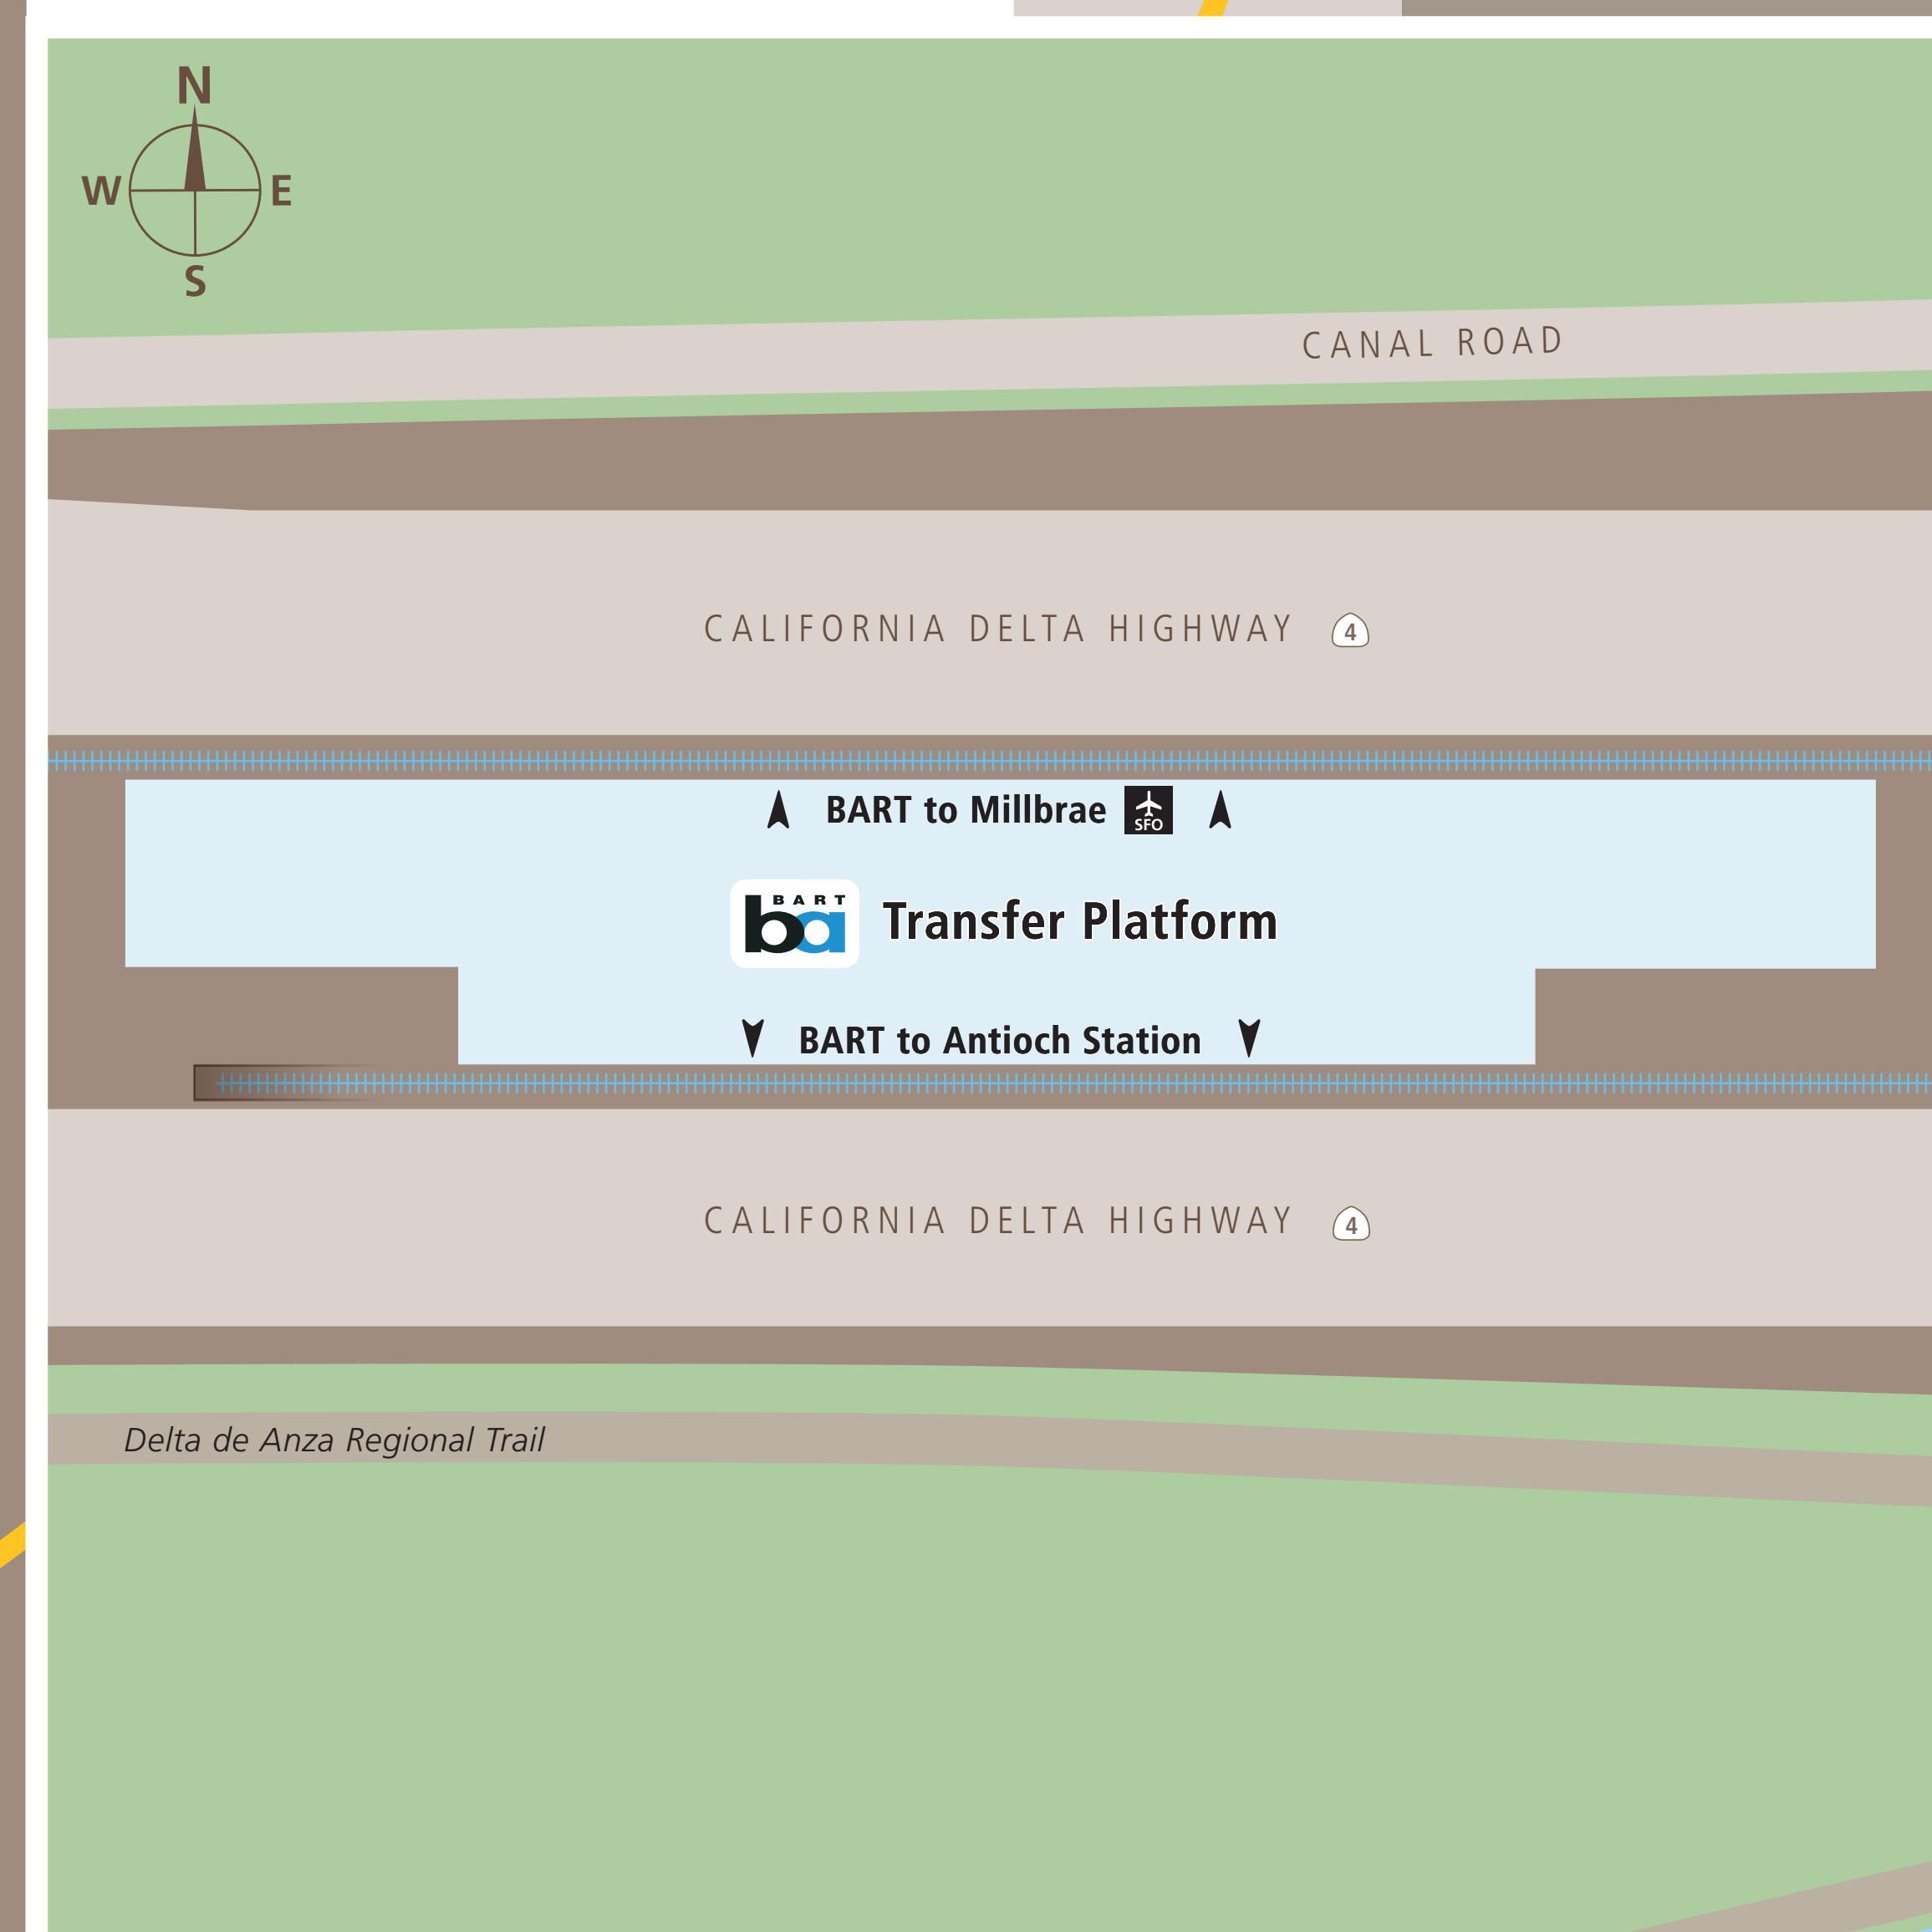 N
W E
S
CANAL ROAD
CALIFORNIA DELTA HIGHWAY 4
BART to Millbrae SFO
BART
ba Transfer Platform
BART to Antioch Station
CALIFORNIA DELTA HIGHWAY 4
Delta de Anza Regional Trail